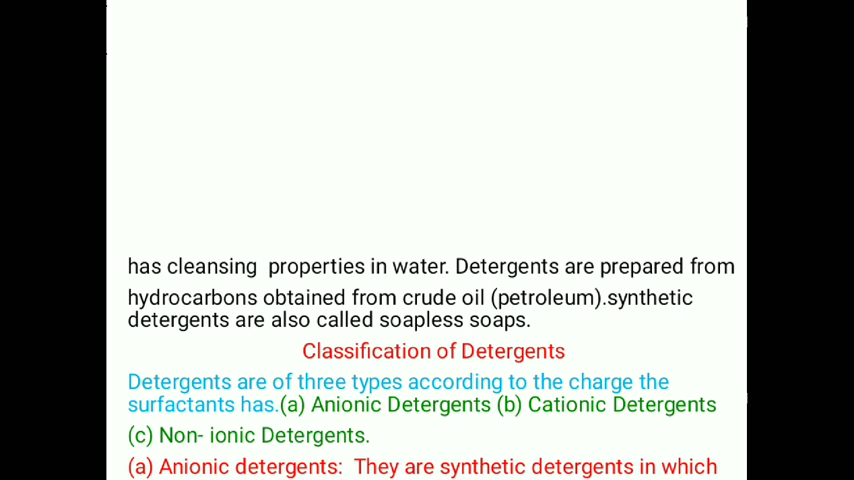 has cleansing  properties in water. Detergents are prepared from
hydrocarbons obtained from crude oil (petroleum).synthetic
detergents are also called soapless soaps.
Classification of Detergents
Detergents are of three types according to the charge the
surfactants has.(a) Anionic Detergents (b) Cationic Detergents
(c) Non- ionic Detergents.
(a) Anionic detergents:  They are synthetic detergents in which